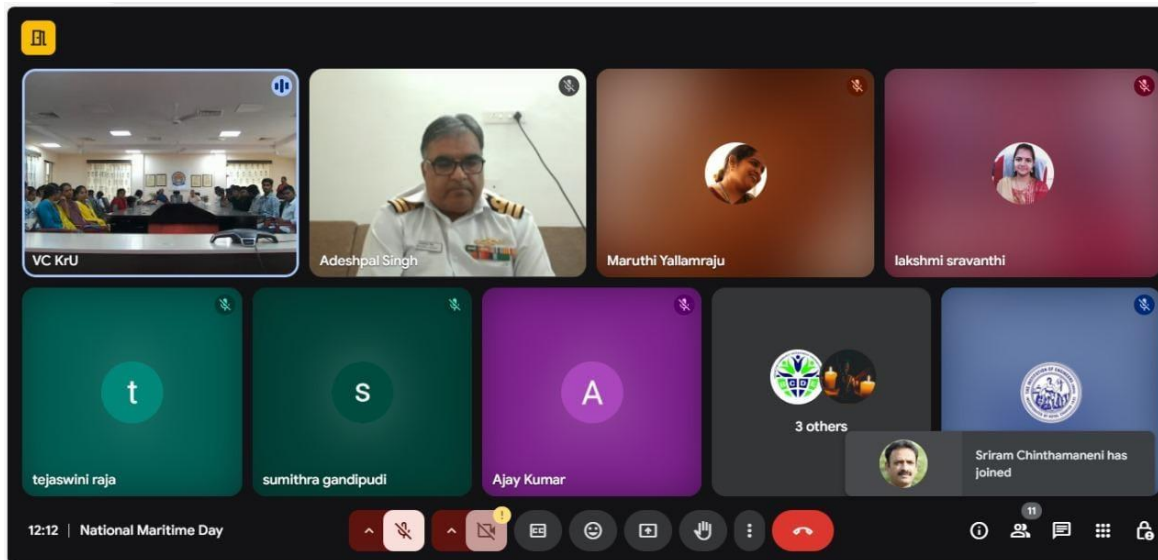 VC KrU
Adeshpal Singh
Maruthi Yallamraju
lakshmi sravanthi
t
s
A
3 others
Sriram Chinthamaneni has
joined
tejaswini raja
sumithra gandipudi
Ajay Kumar
12:12 | National Maritime Day
!
CC
11